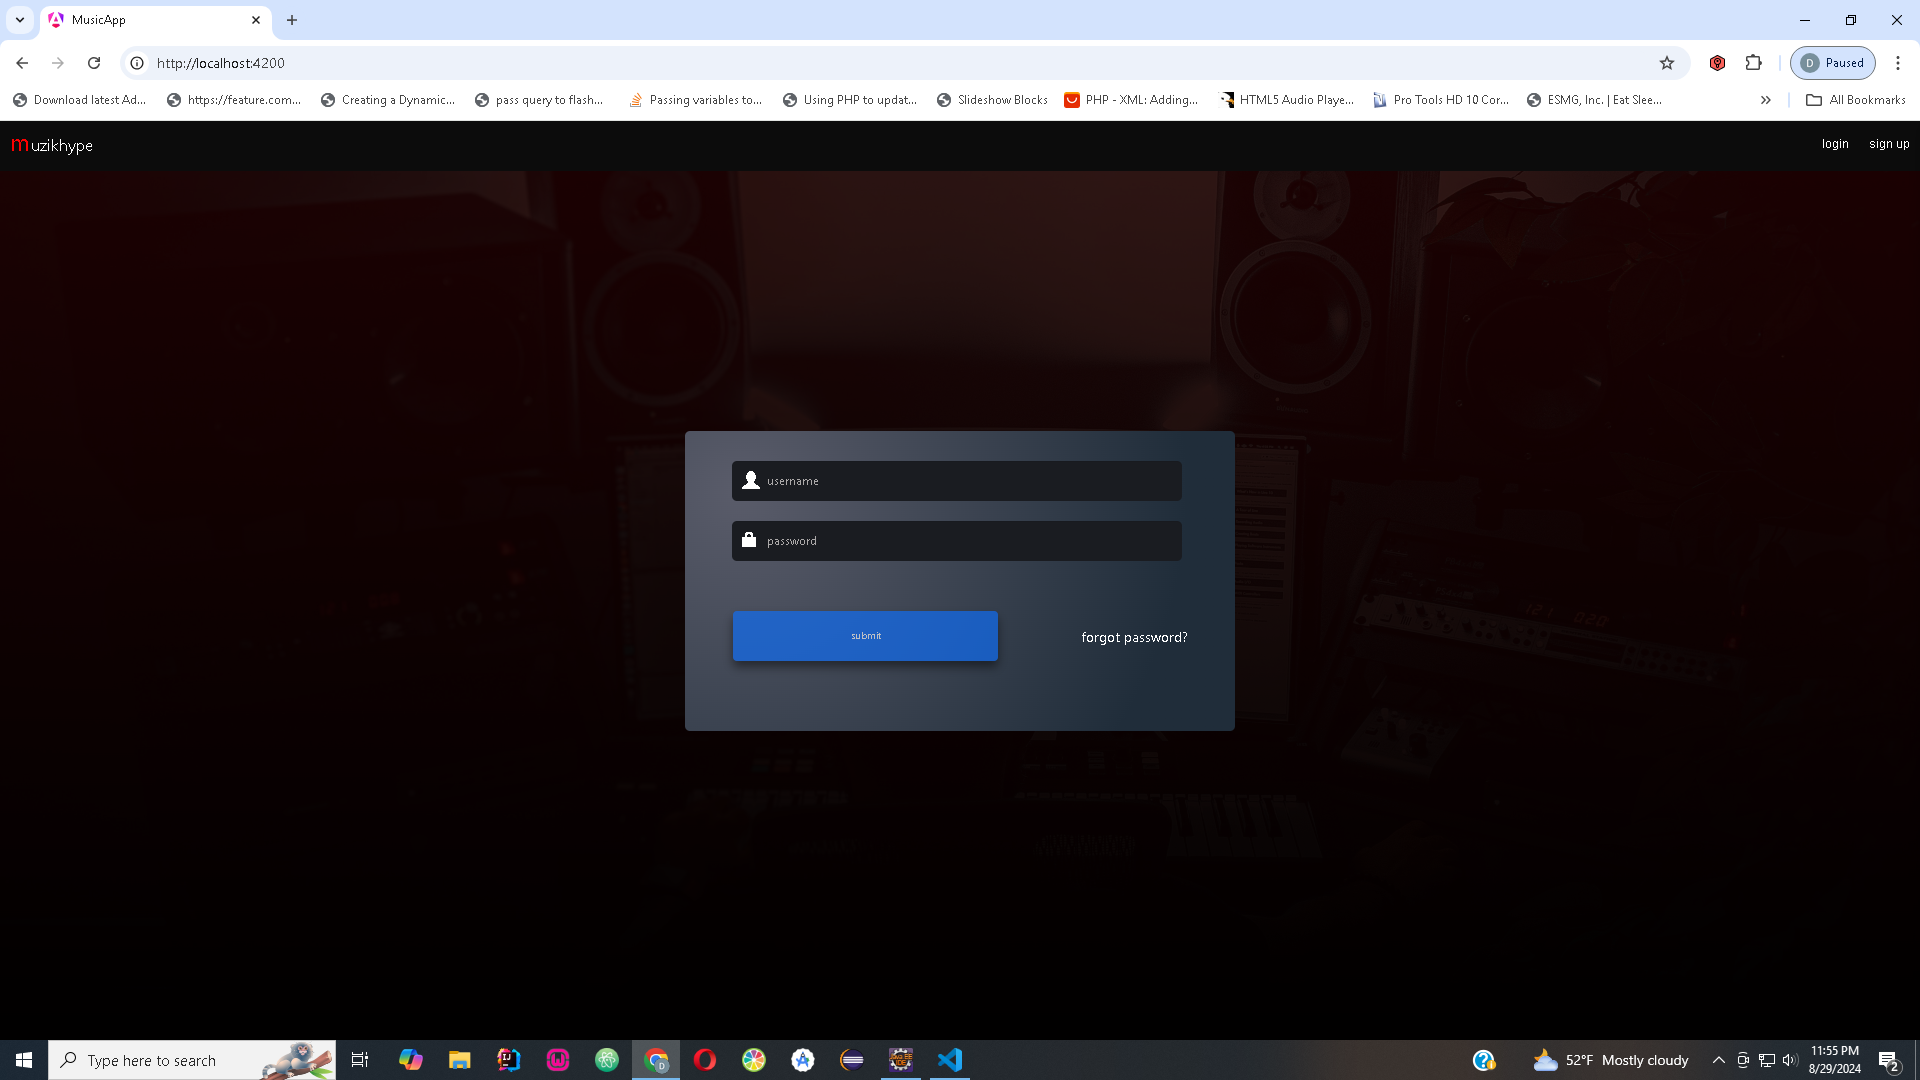 MusicApp
http://localhost:4200
D Paused
Download latest Ad...
https://feature.com...
Creating a Dynamic...
pass query to flash...
Passing variables to...
Using PHP to updat...
Slideshow Blocks
PHP - XML: Adding...
HTML5 Audio Playe...
Pro Tools HD 10 Cor...
ESMG, Inc. | Eat Slee...
All Bookmarks
muzikhype
login
sign up
username
password
submit
forgot password?
Type here to search
52°F Mostly cloudy
11:55 PM
8/29/2024
2